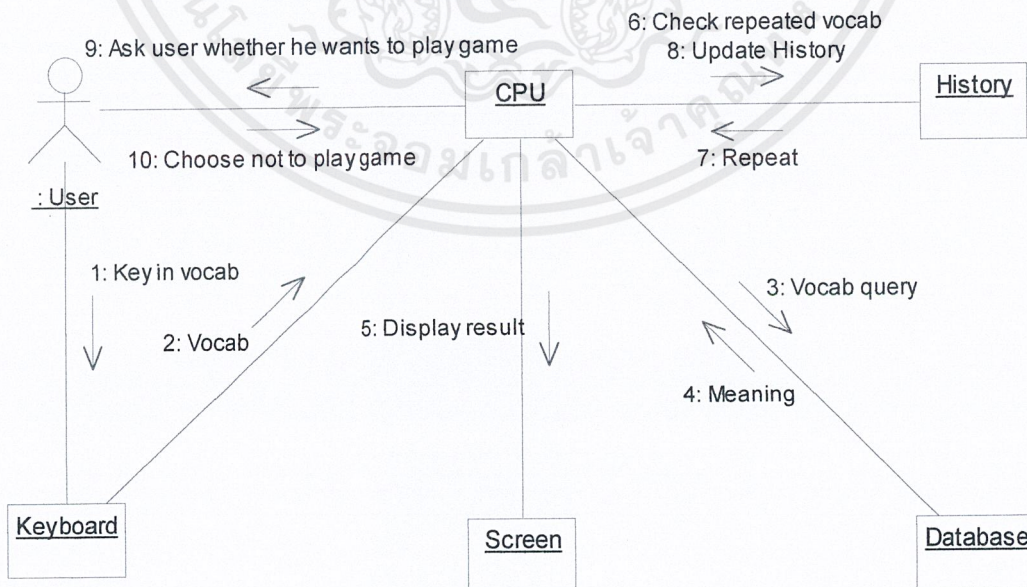 6: Check repeated vocab
9: Ask user whether he wants to play game
8: Update History
CPU
History
10: Choose not to play game
7: Repeat
: User
1: Key in vocab
3: Vocab query
5: Display result
2: Vocab
4: Meaning
Keyboard
Screen
Database